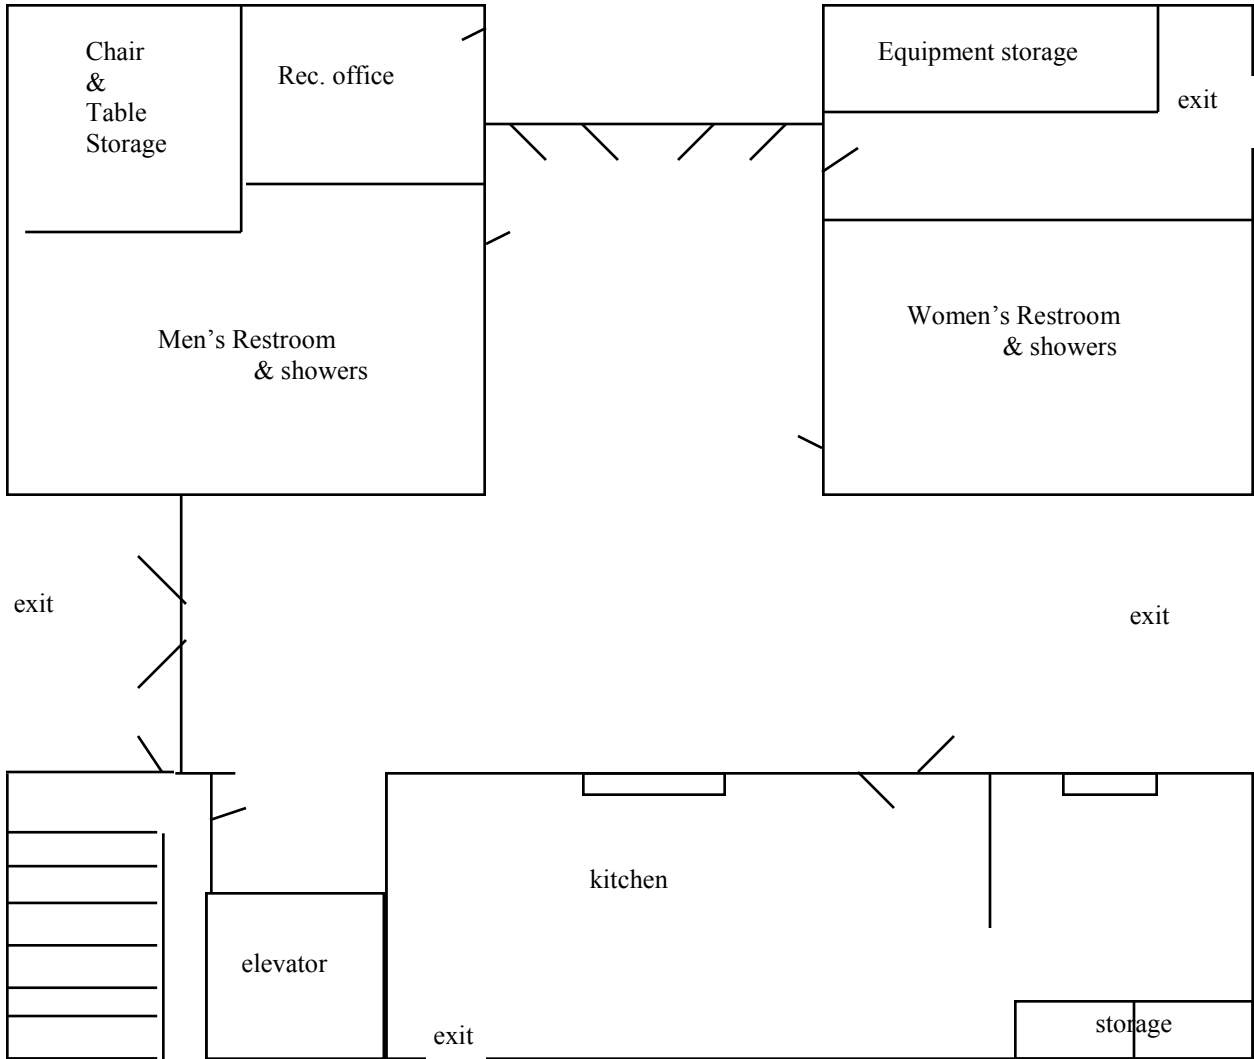 Chair
&
Table
Storage
Rec. office
Equipment storage
exit
Men’s Restroom
& showers
Women’s Restroom
& showers
exit
exit
kitchen
elevator
exit
storage